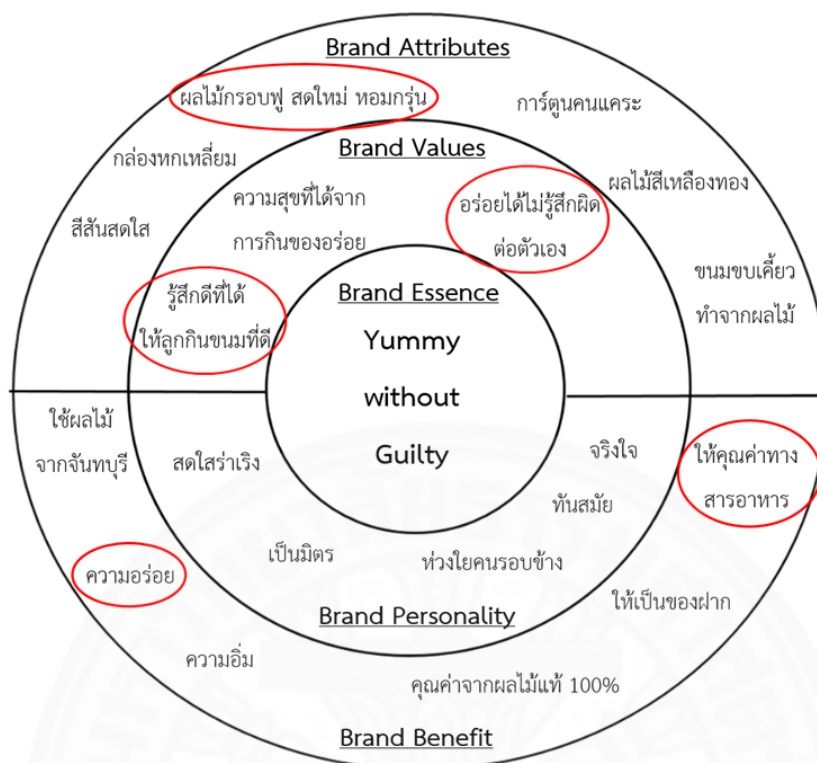 Brand Attributes
ผลไม้กรอบฟู สดใหม่ หอมกรุ่น
การ์ตูนคนแคระ
กล่องหกเหลี่ยม
ผลไม้สีเหลืองทอง
สีสันสดใส
ขนมขบเคี้ยว
ทำจากผลไม้
Brand Values
ความสุขที่ได้จาก
การกินของอร่อย
อร่อยได้ไม่รู้สึกผิด
ต่อตัวเอง
รู้สึกดีที่ได้
ให้ลูกกินขนมที่ดี
Brand Essence
Yummy
without
Guilty
สดใสร่าเริง
จริงใจ
ทันสมัย
เป็นมิตร
ห่วงใยคนรอบข้าง
Brand Personality
ใช้ผลไม้
จากจันทบุรี
ให้คุณค่าทาง
สารอาหาร
ความอร่อย
ให้เป็นของฝาก
ความอิ่ม
คุณค่าจากผลไม้แท้ 100%
Brand Benefit